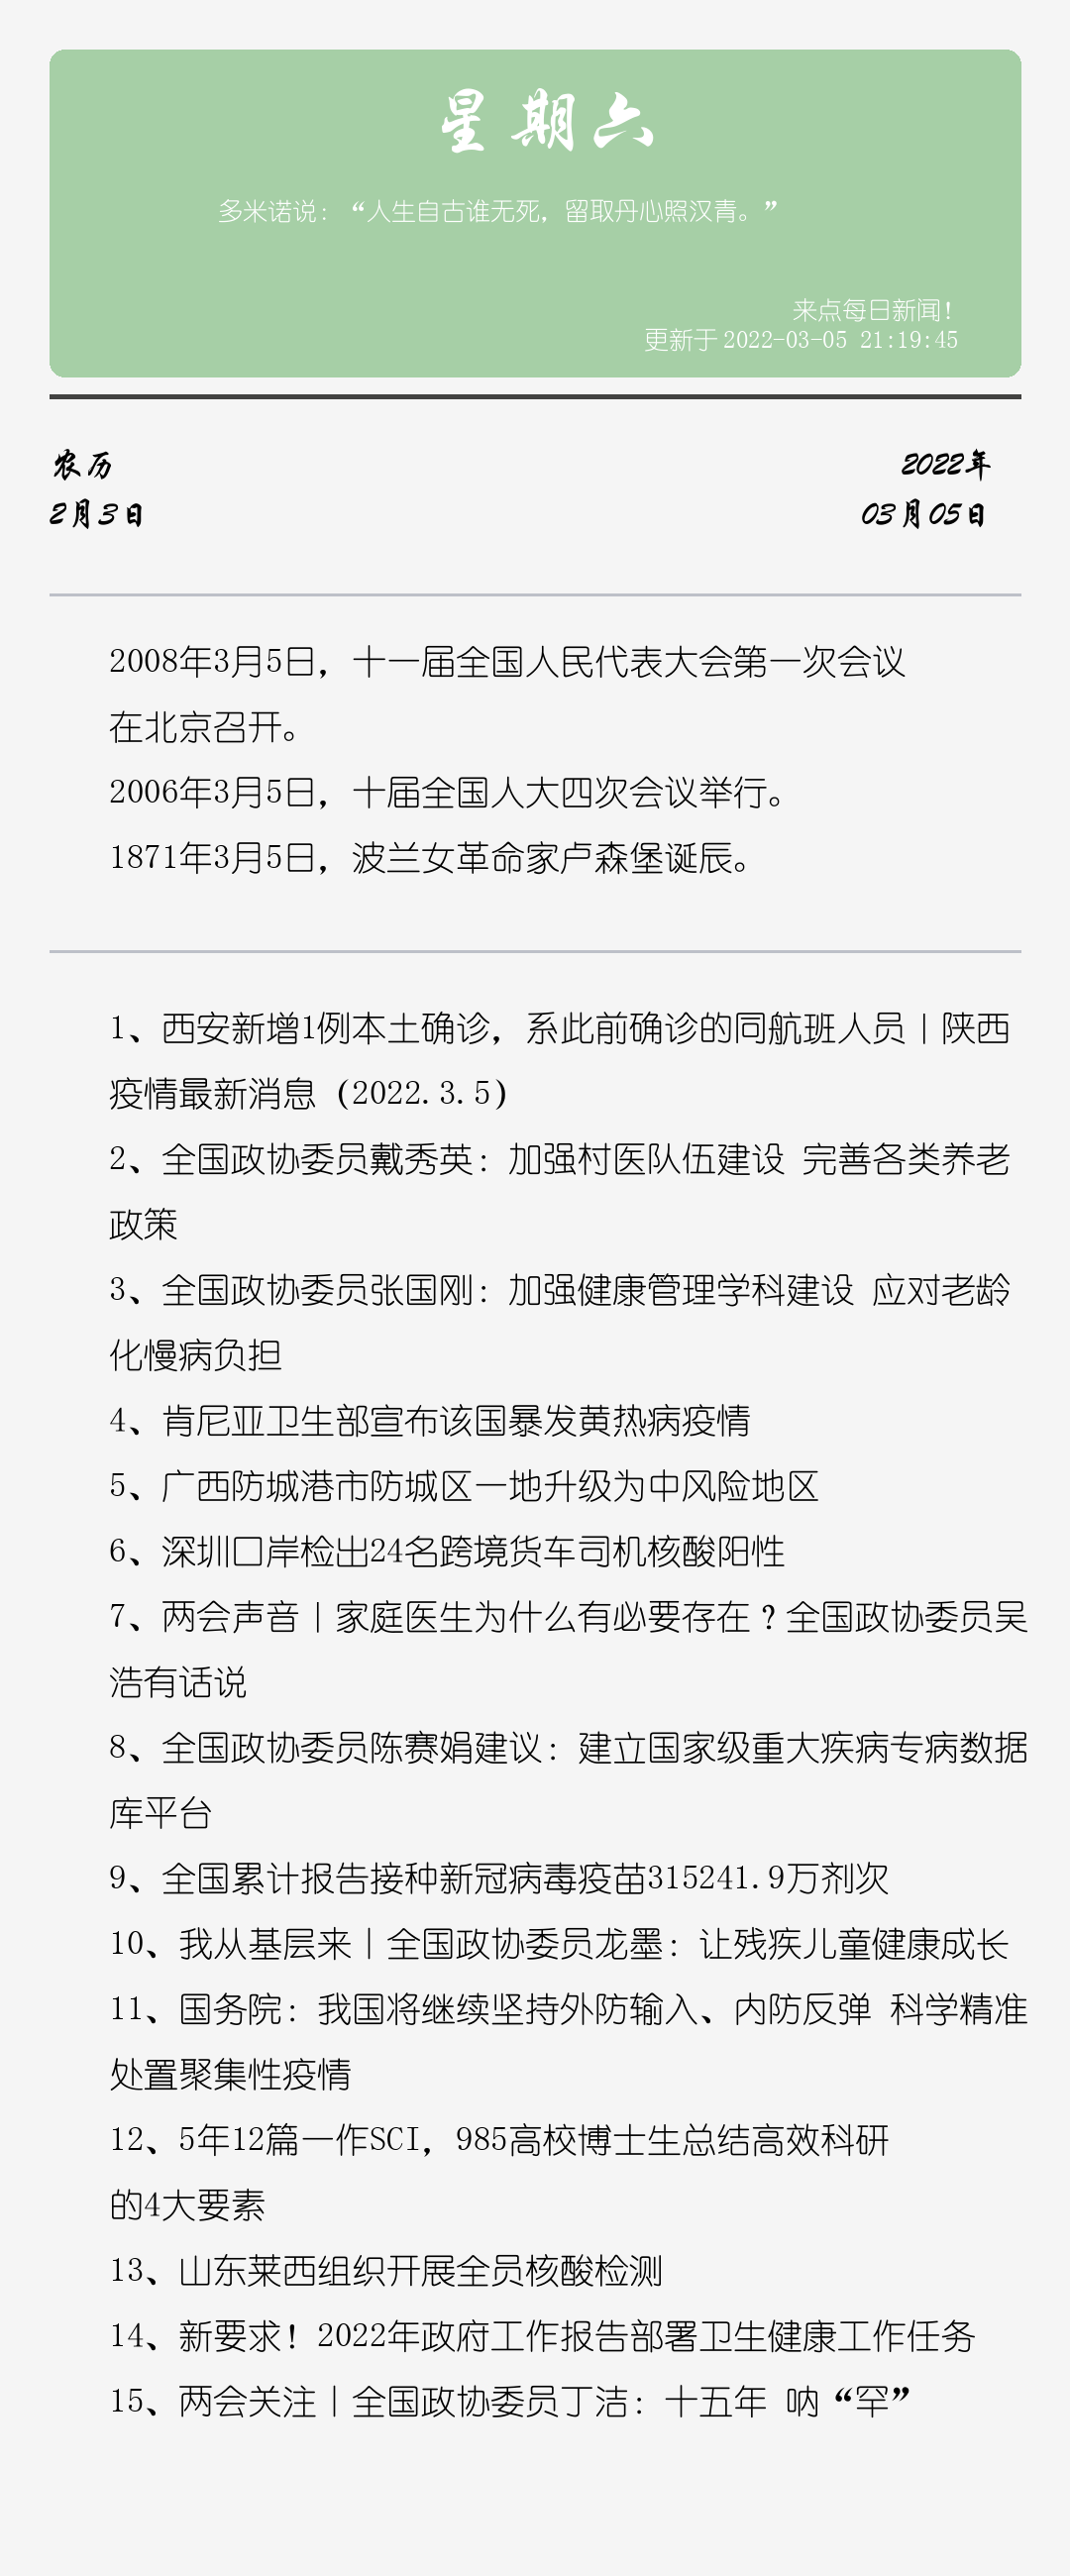 星期六
多米诺说：“人生自古谁无死，留取丹心照汉青。”
来点每日新闻！
更新于2022-03-05 21:19:45
农历
2022年
2月3日
03月05日
2008年3月5日，十一届全国人民代表大会第一次会议
在北京召开。
2006年3月5日，十届全国人大四次会议举行。
1871年3月5日，波兰女革命家卢森堡诞辰。
1、西安新增1例本土确诊，系此前确诊的同航班人员丨陕西
疫情最新消息（2022.3.5）
2、全国政协委员戴秀英：加强村医队伍建设 完善各类养老
政策
3、全国政协委员张国刚：加强健康管理学科建设 应对老龄
化慢病负担
4、肯尼亚卫生部宣布该国暴发黄热病疫情
5、广西防城港市防城区一地升级为中风险地区
6、深圳口岸检出24名跨境货车司机核酸阳性
7、两会声音丨家庭医生为什么有必要存在？全国政协委员吴
浩有话说
8、全国政协委员陈赛娟建议：建立国家级重大疾病专病数据
库平台
9、全国累计报告接种新冠病毒疫苗315241.9万剂次
10、我从基层来丨全国政协委员龙墨：让残疾儿童健康成长
11、国务院：我国将继续坚持外防输入、内防反弹 科学精准
处置聚集性疫情
12、5年12篇一作SCI，985高校博士生总结高效科研
的4大要素
13、山东莱西组织开展全员核酸检测
14、新要求！2022年政府工作报告部署卫生健康工作任务
15、两会关注丨全国政协委员丁洁：十五年 呐“罕”